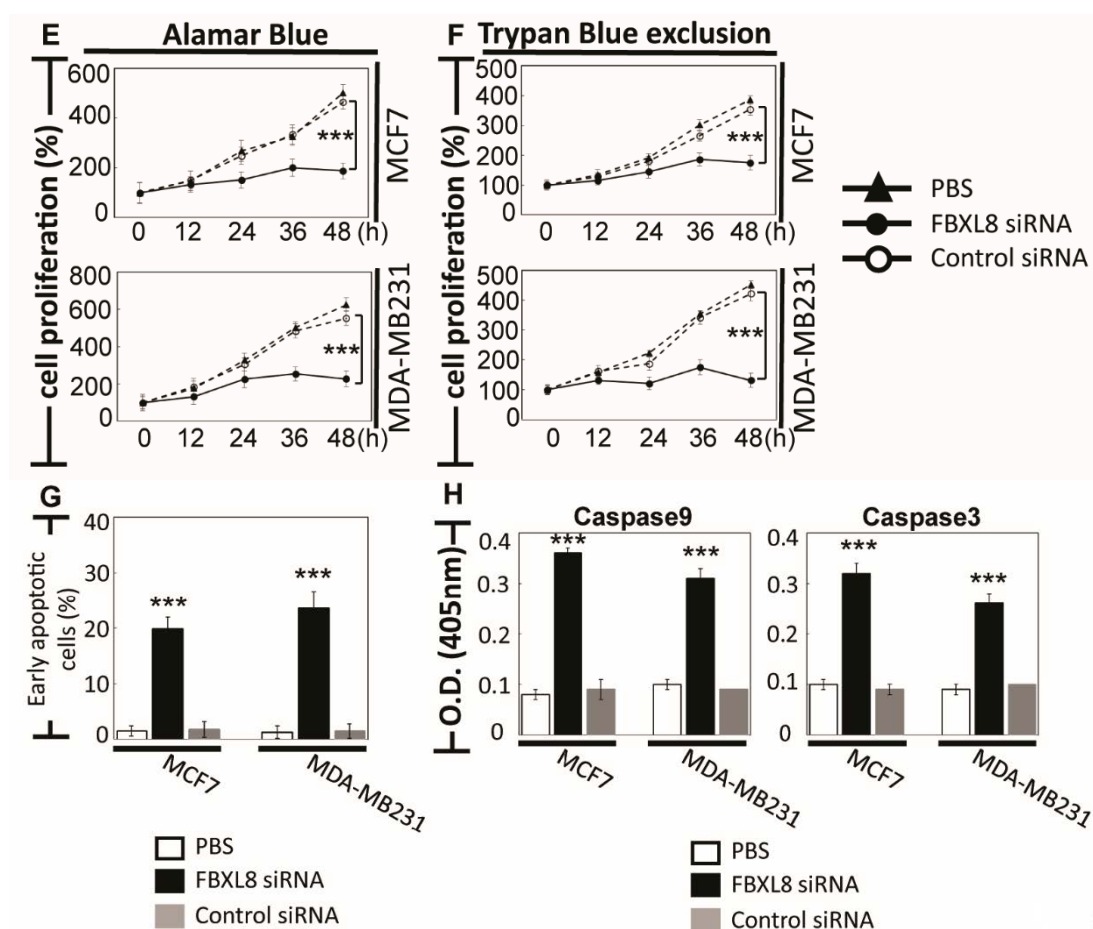 E Alamar Blue
F Trypan Blue exclusion
cell proliferation (%)
600
400
200
0
0 12 24 36 48 (h)
***
MCF7
800
600
400
200
0
0 12 24 36 48(h)
***
MDA-MB231
cell proliferation (%)
500
400
300
200
100
0
0 12 24 36 48 (h)
***
MCF7
500
400
300
200
100
0
0 12 24 36 48(h)
***
MDA-MB231
PBS
FBXL8 siRNA
Control siRNA
G
Early apoptotic
cells (%)
40
30
20
10
0
***
***
MCF7
MDA-MB231
PBS
FBXL8 siRNA
Control siRNA
H
O.D. (405nm)
Caspase9
0.4
0.3
0.2
0.1
0
***
***
MCF7
MDA-MB231
Caspase3
0.4
0.3
0.2
0.1
0
***
***
MCF7
MDA-MB231
PBS
FBXL8 siRNA
Control siRNA